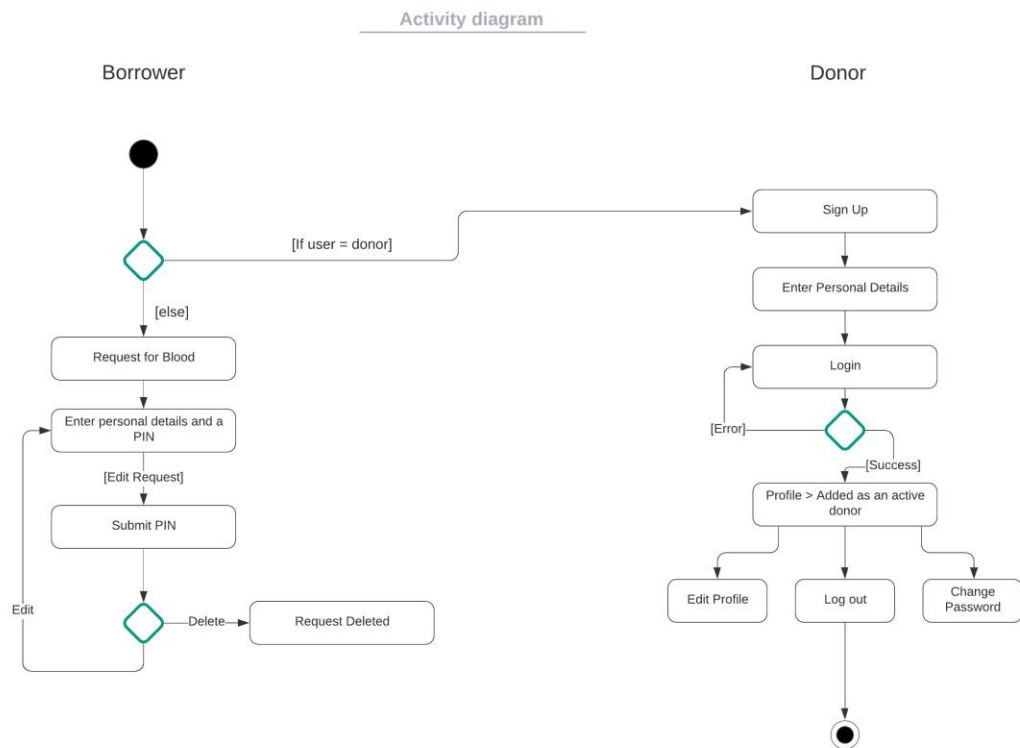 Activity diagram
Borrower
Donor
Sign Up
[If user = donor]
Enter Personal Details
[else]
Request for Blood
Login
Enter personal details and a
PIN
[Error]
[Success]
[Edit Request]
Profile > Added as an active
donor
Submit PIN
Edit Profile
Log out
Change
Password
Edit
Delete
Request Deleted